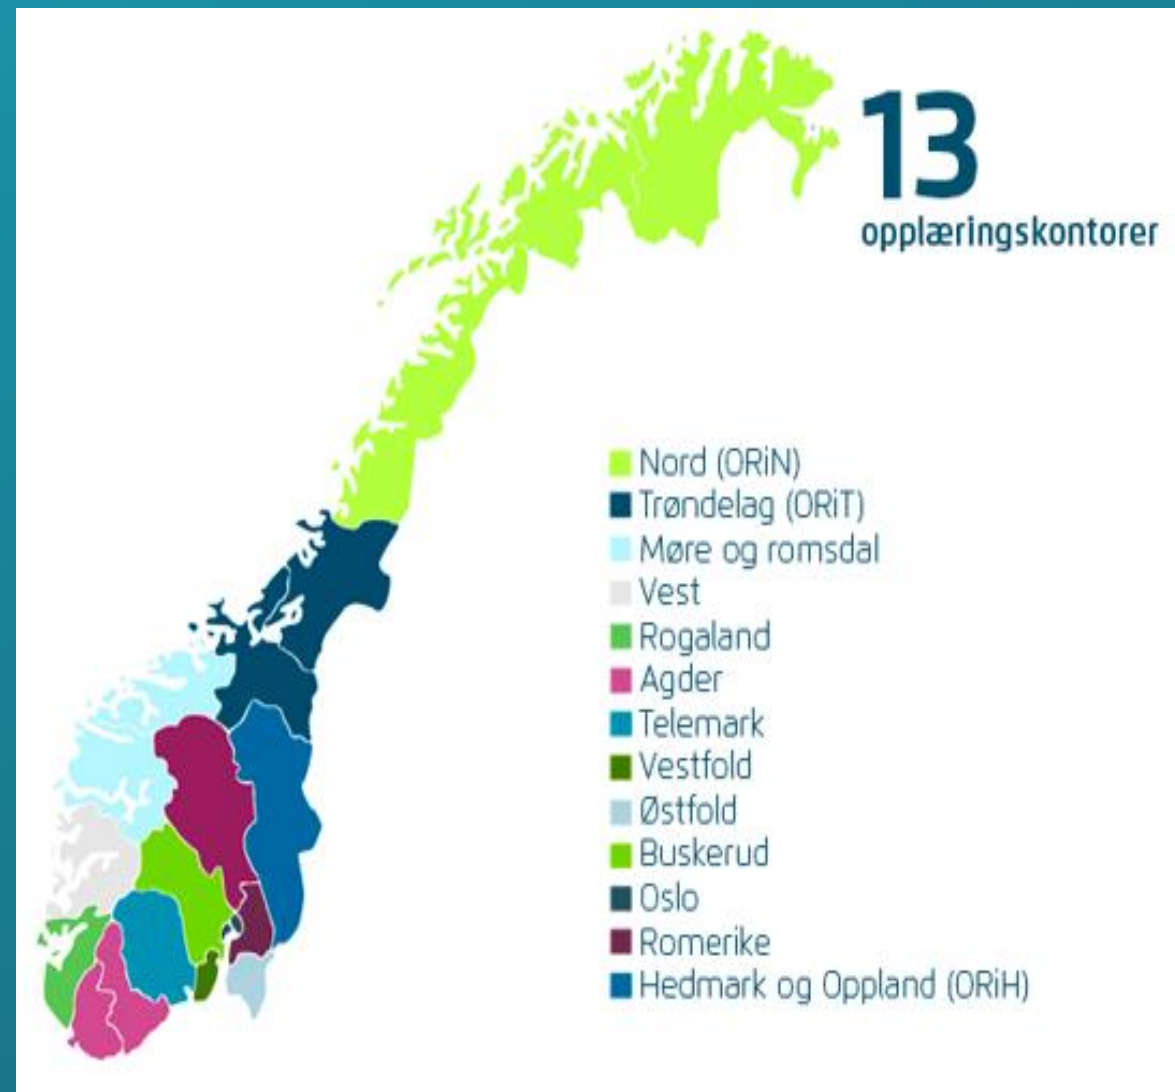 13
opplæringskontorer
Nord (ORiN)
Trøndelag (ORiT)
Møre og romsdal
Vest
Rogaland
Agder
Telemark
Vestfold
Østfold
Buskerud
Oslo
Romerike
Hedmark og Oppland (ORiH)